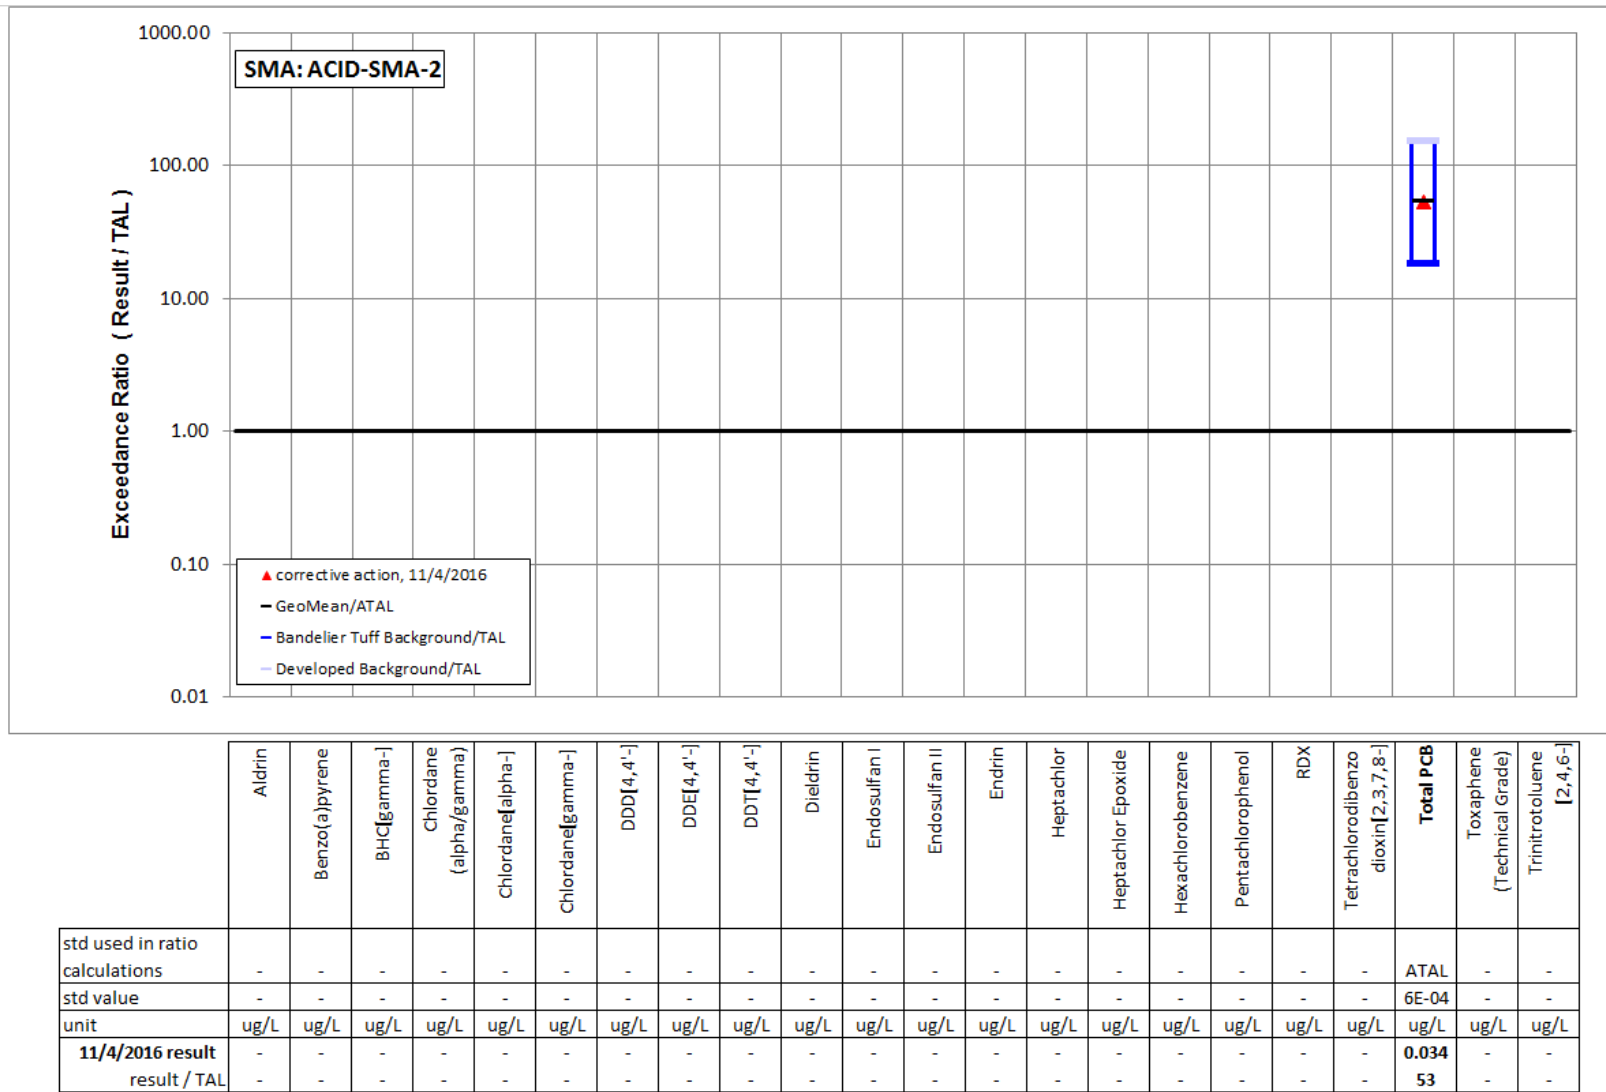 1000.00
SMA: ACID-SMA-2
100.00
10.00
1.00
0.10
0.01
Exceedance Ratio ( Result / TAL )
corrective action, 11/4/2016
GeoMean/ATAL
Bandelier Tuff Background/TAL
Developed Background/TAL
Aldrin
Benzo(a)pyrene
BHC[gamma-]
Chlordane
(alpha/gamma)
Chlordane[alpha-]
Chlordane[gamma-]
DDD[4,4'-]
DDE[4,4'-]
DDT[4,4'-]
Dieldrin
Endosulfan I
Endosulfan II
Endrin
Heptachlor
Heptachlor Epoxide
Hexachlorobenzene
Pentachlorophenol
RDX
Tetrachlorodibenzo
dioxin[2,3,7,8-]
Total PCB
Toxaphene
(Technical Grade)
Trinitrotoluene
[2,4,6-]
std used in ratio
calculations - - - - - - - - - - - - - - - - - - - ATAL - -
std value - - - - - - - - - - - - - - - - - - - 6E-04 - -
unit ug/L ug/L ug/L ug/L ug/L ug/L ug/L ug/L ug/L ug/L ug/L ug/L ug/L ug/L ug/L ug/L ug/L ug/L ug/L ug/L ug/L ug/L
11/4/2016 result - - - - - - - - - - - - - - - - - - - 0.034 - -
result / TAL - - - - - - - - - - - - - - - - - - - 53 - -